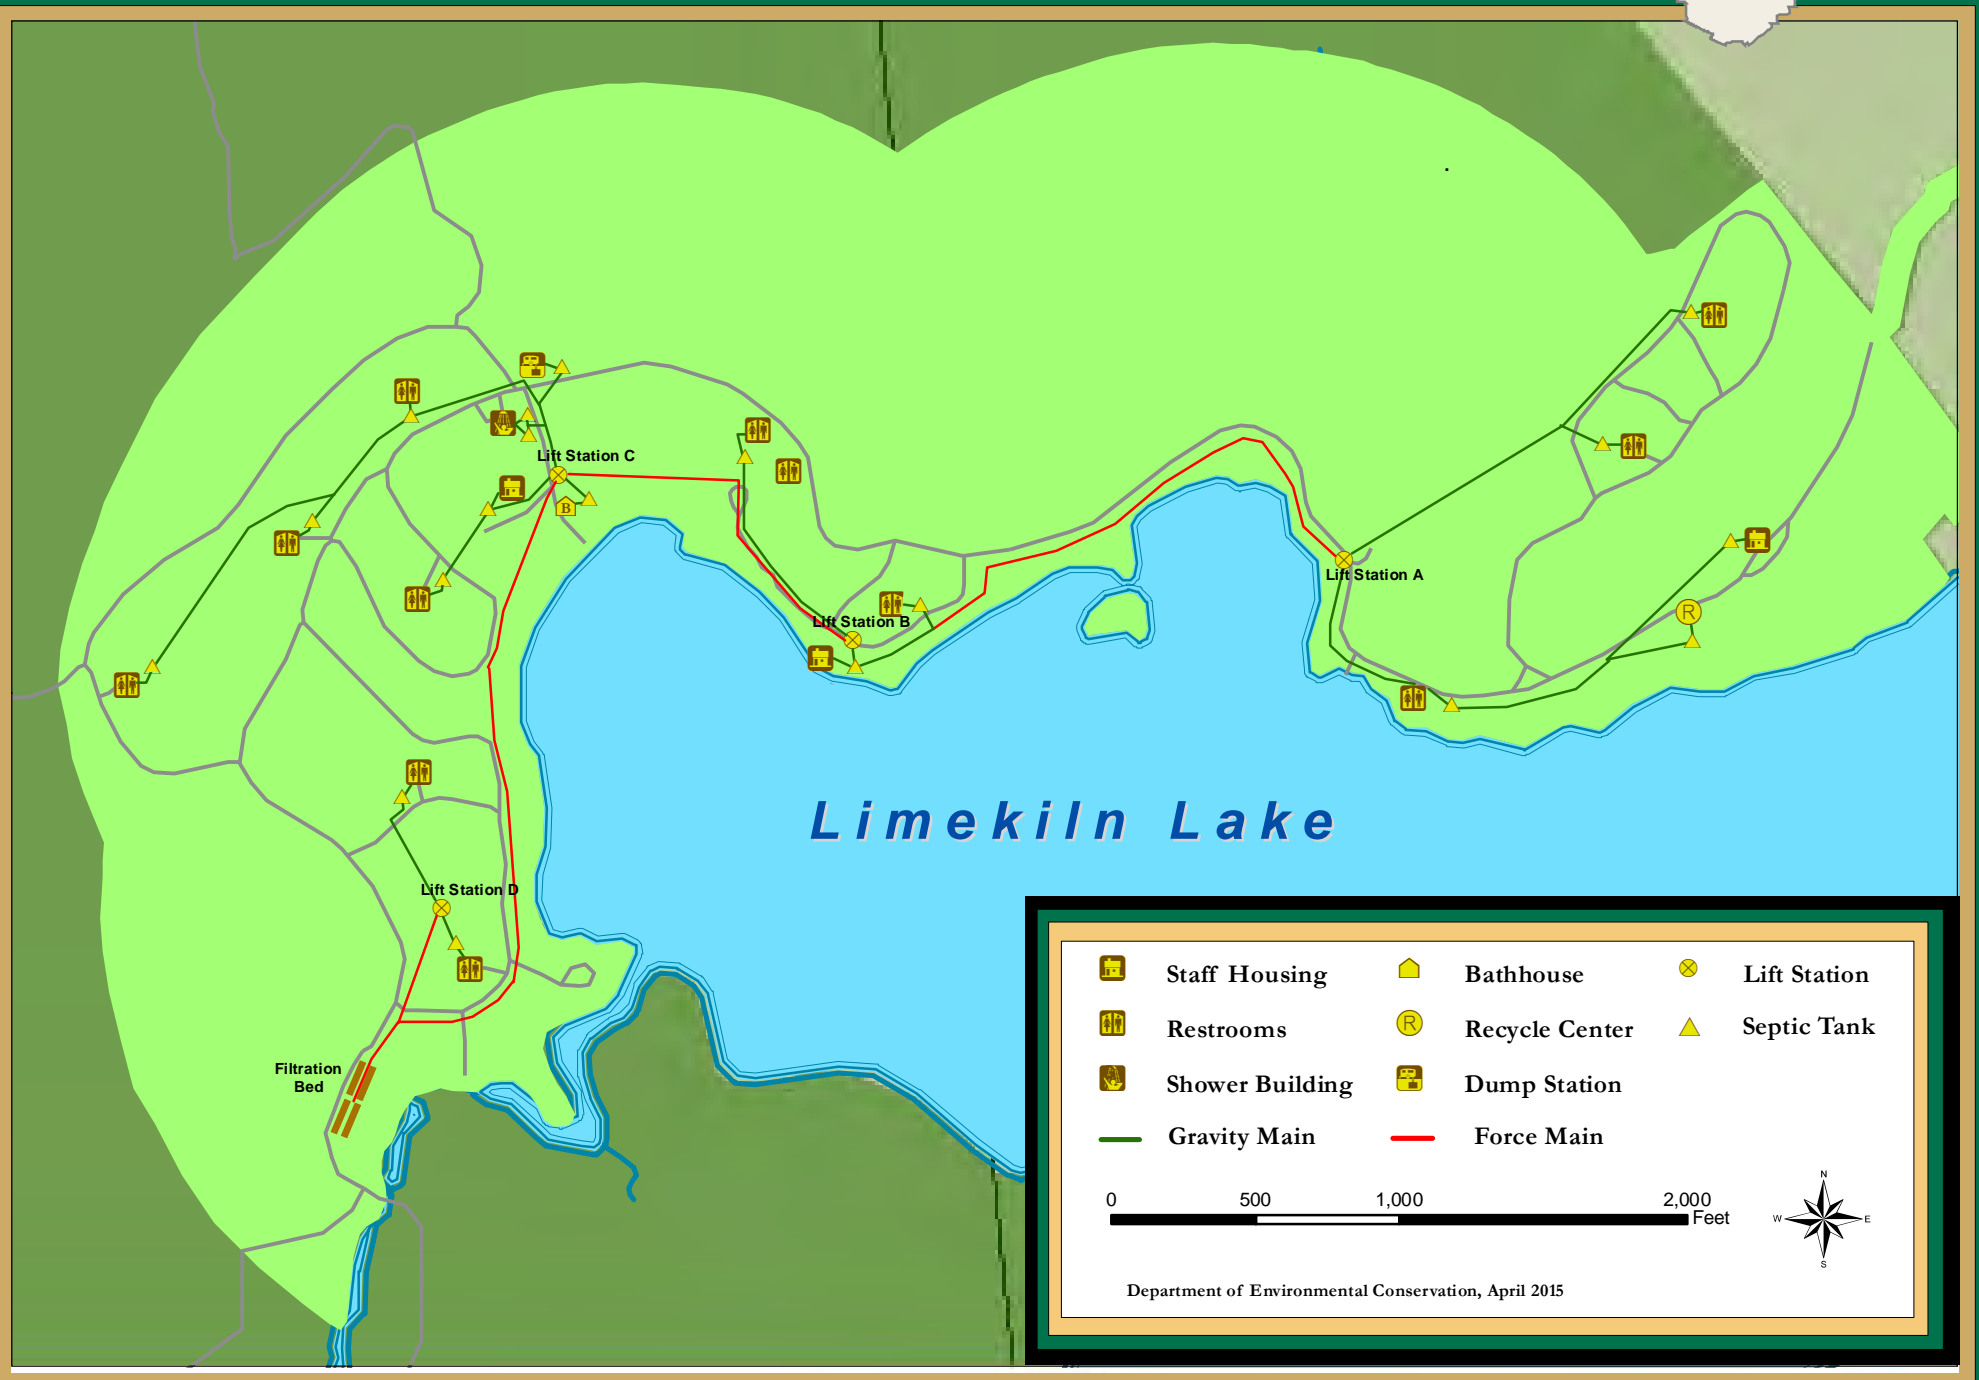 Lift Station C
B
Lift Station A
Lift Station B
R
Limekiln Lake
Lift Station D
Filtration
Bed
Staff Housing
Bathhouse
Lift Station
Restrooms
R
Recycle Center
Septic Tank
Shower Building
Dump Station
Gravity Main
Force Main
0
500
1,000
2,000
Feet
N
W
E
S
Department of Environmental Conservation, April 2015